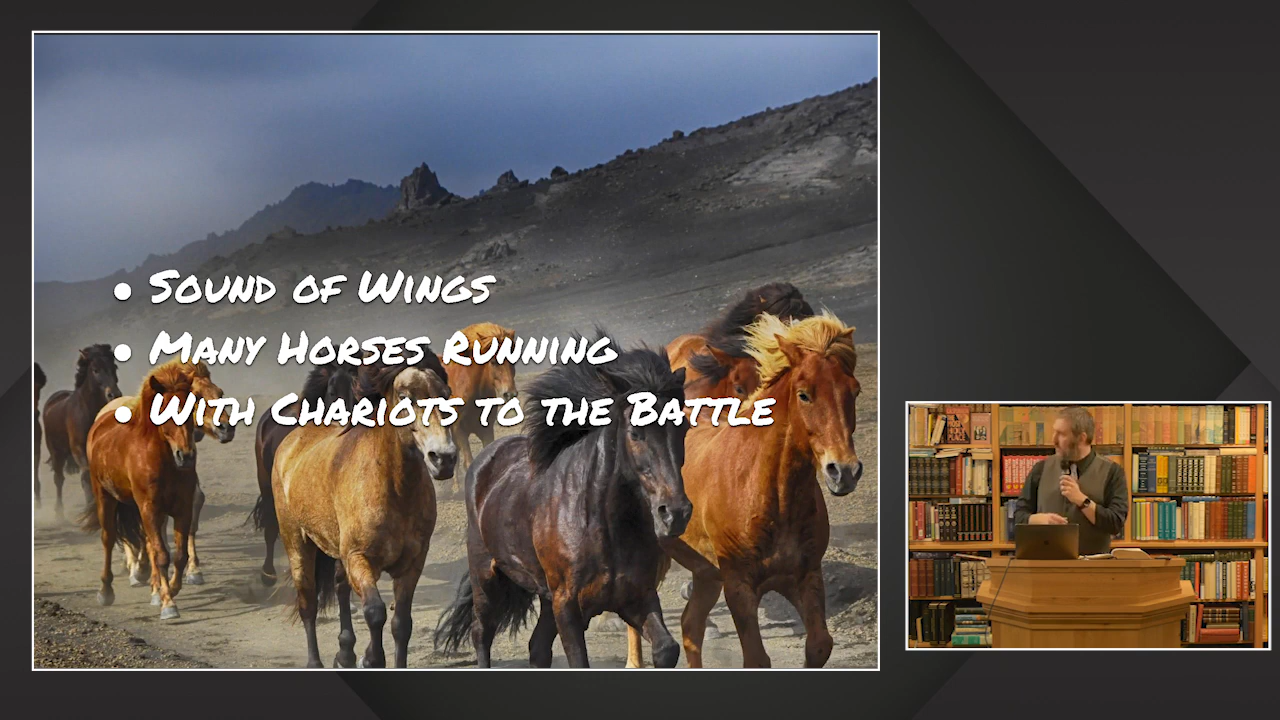 • Sound of Wings
• Many Horses Running
• With Chariots to the Battle